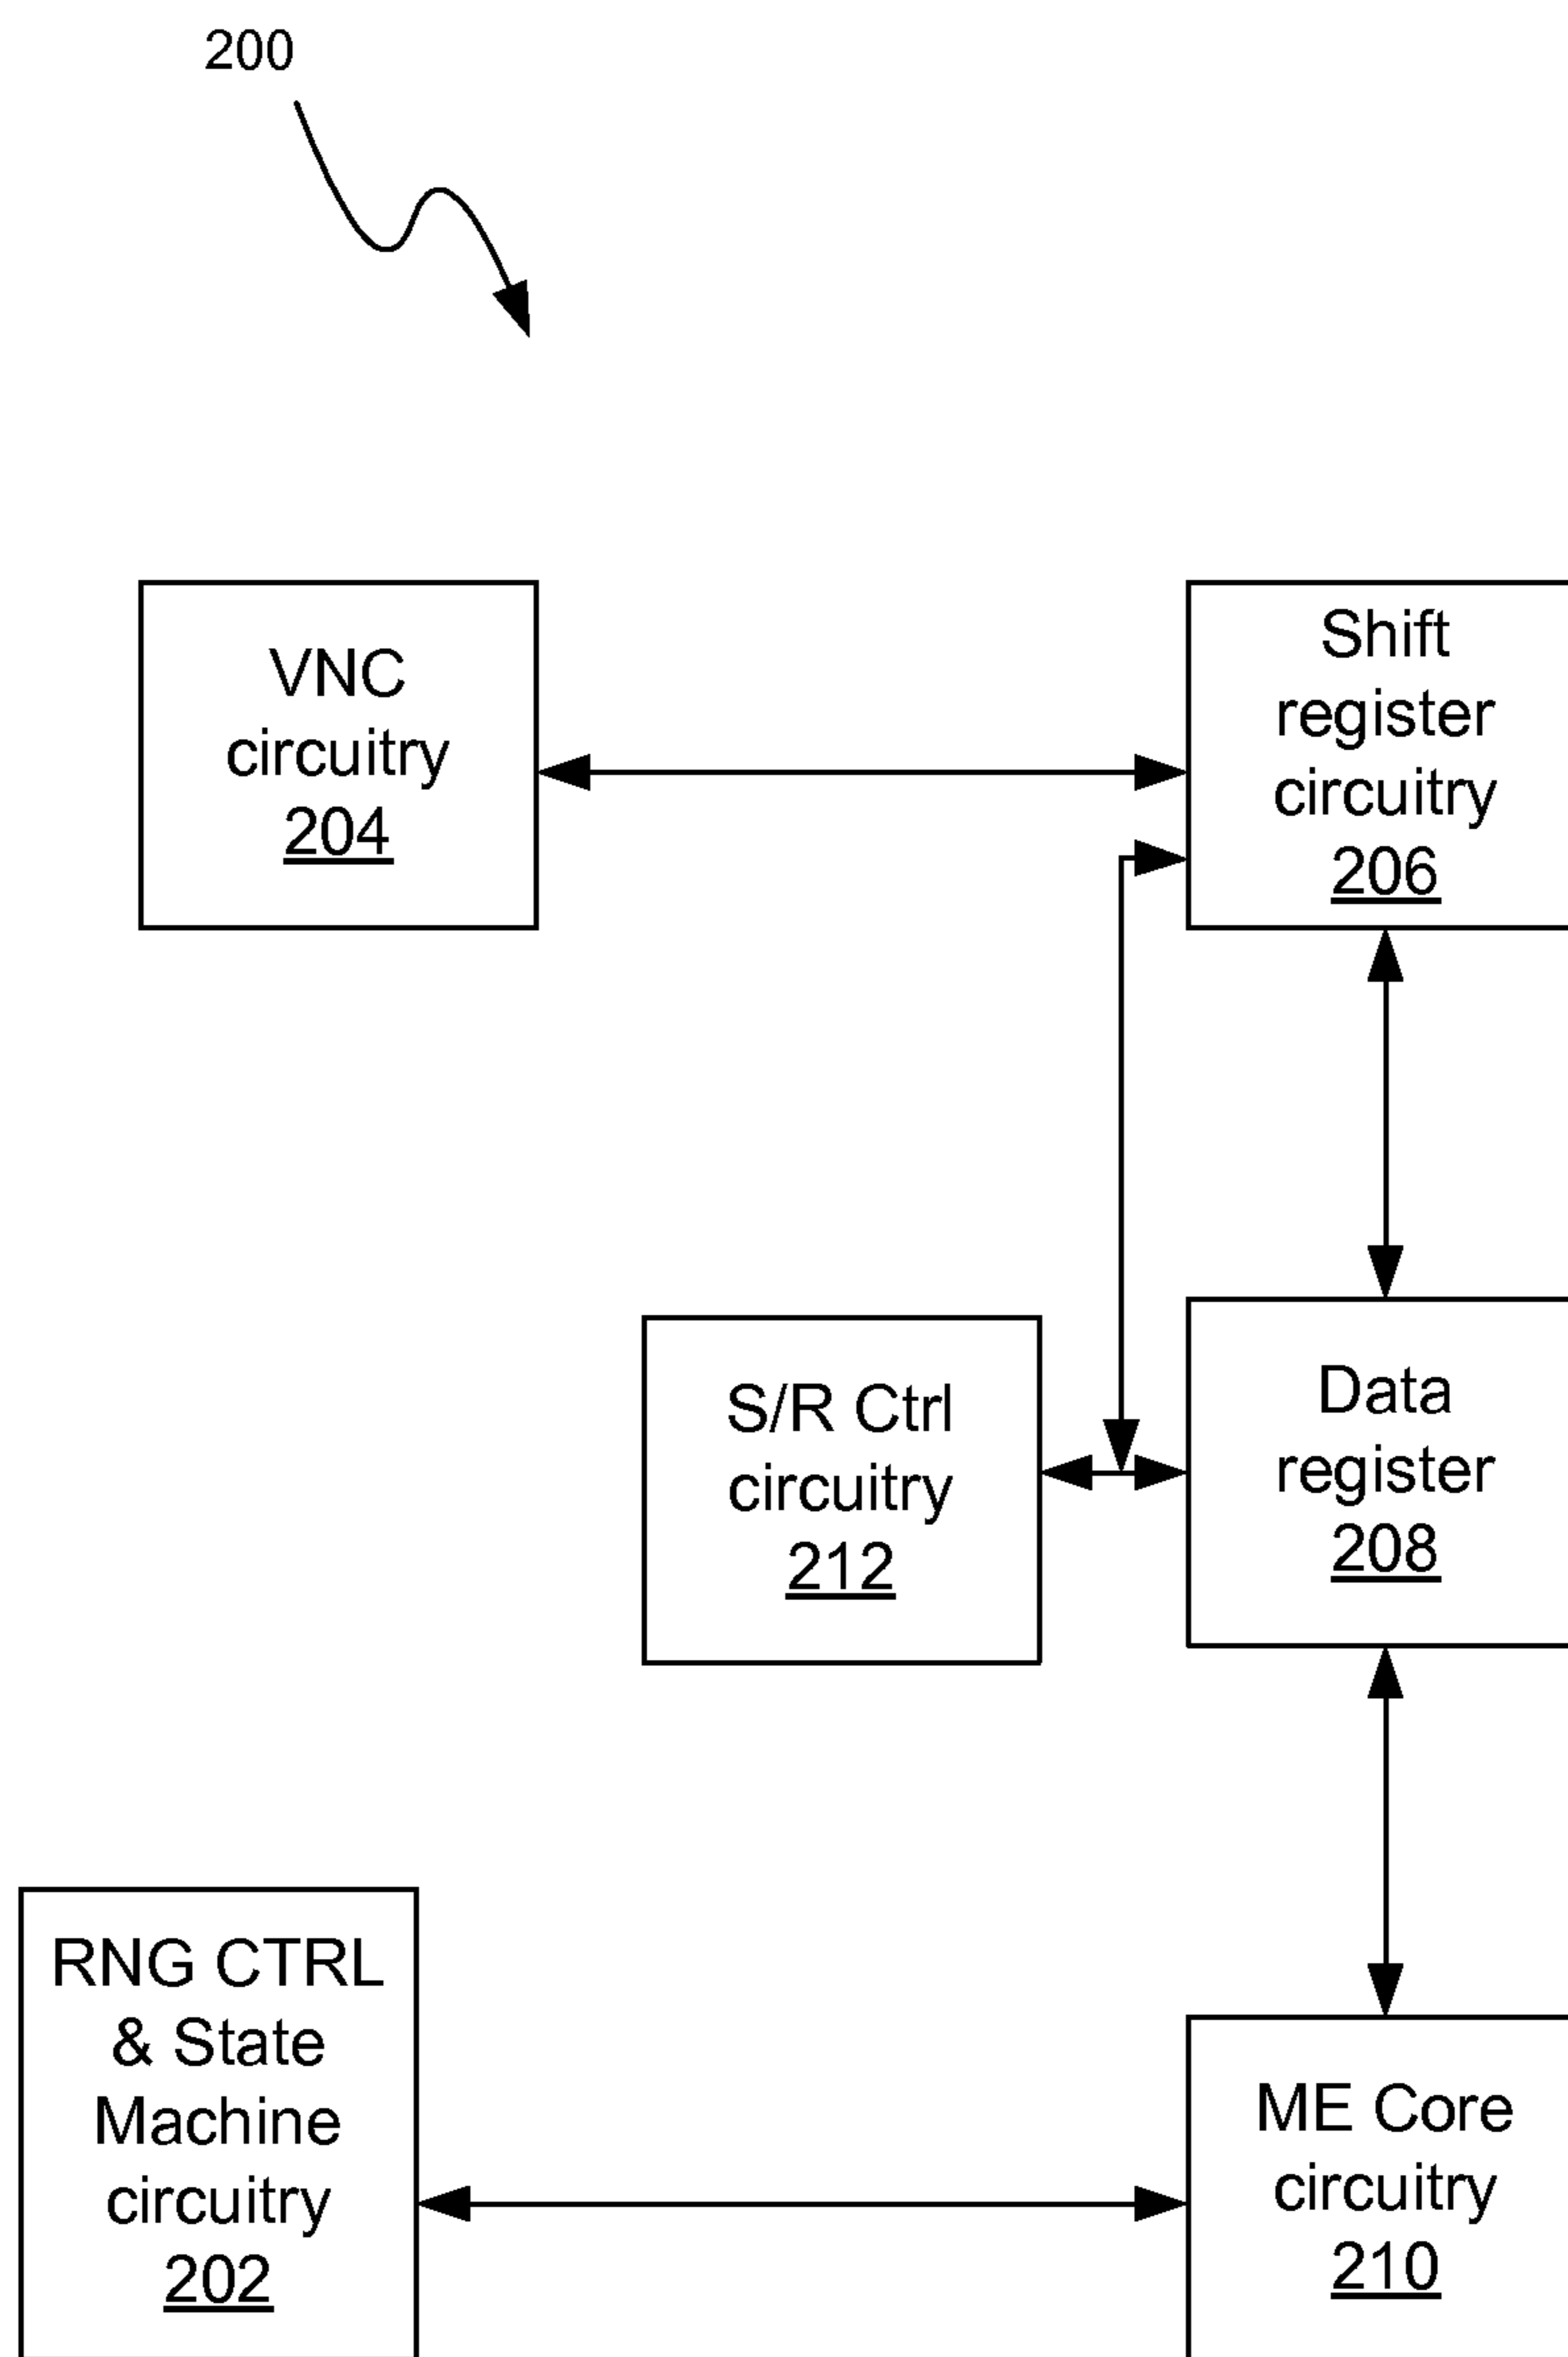 200
VNC
circuitry
204
Shift
register
circuitry
206
S/R Ctrl
circuitry
212
Data
register
208
RNG CTRL
& State
Machine
circuitry
202
ME Core
circuitry
210